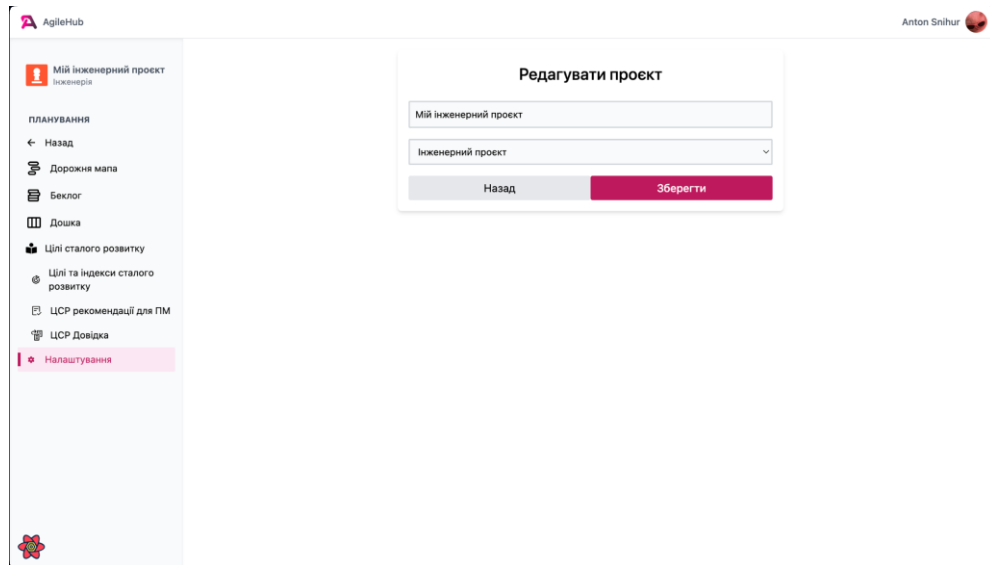 AgileHub
Anton Snihur
Мій інженерний проєкт
Інженерія
ПЛАНУВАННЯ
Назад
Дорожня мапа
Беклог
Дошка
Цілі сталого розвитку
Цілі та індекси сталого
розвитку
ЦСР рекомендації для ПМ
ЦСР Довідка
Налаштування
Редагувати проєкт
Мій інженерний проєкт
Інженерний проєкт
Назад
Зберегти